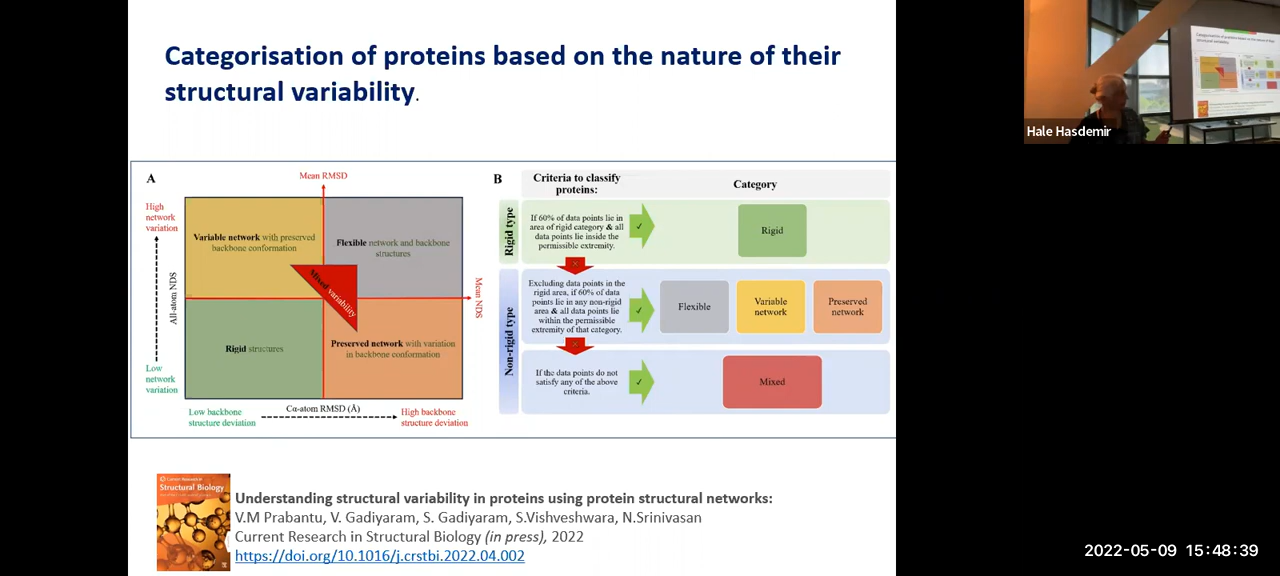 Categorisation of proteins based on the nature of their
structural variability.
A
Mean RMSD
High
network
variation
All-atom NDS
Low
network
variation
Variable network with preserved
backbone conformation
Flexible network and backbone
structures
Mixed variability
Mean NDS
Rigid structures
Preserved network with variation
in backbone conformation
Low backbone
structure deviation
Cα-atom RMSD (Å)
High backbone
structure deviation
B
Criteria to classify
proteins:
Category
Rigid type
If 60% of data points lie in
area of rigid category & all
data points lie inside the
permissible extremity.
✓
Rigid
×
Non-rigid type
Excluding data points in the
rigid area, if 60% of data
points lie in any non-rigid
area & all data points lie
within the permissible
extremity of that category.
✓
Flexible
Variable
network
Preserved
network
×
If the data points do not
satisfy any of the above
criteria.
✓
Mixed
Current Research in
Structural Biology
Understanding structural variability in proteins using protein structural networks:
V.M Prabantu, V. Gadiyaram, S. Gadiyaram, S.Vishveshwara, N.Srinivasan
Current Research in Structural Biology (in press), 2022
https://doi.org/10.1016/j.crstbi.2022.04.002
Hale Hasdemir
2022-05-09 15:48:39